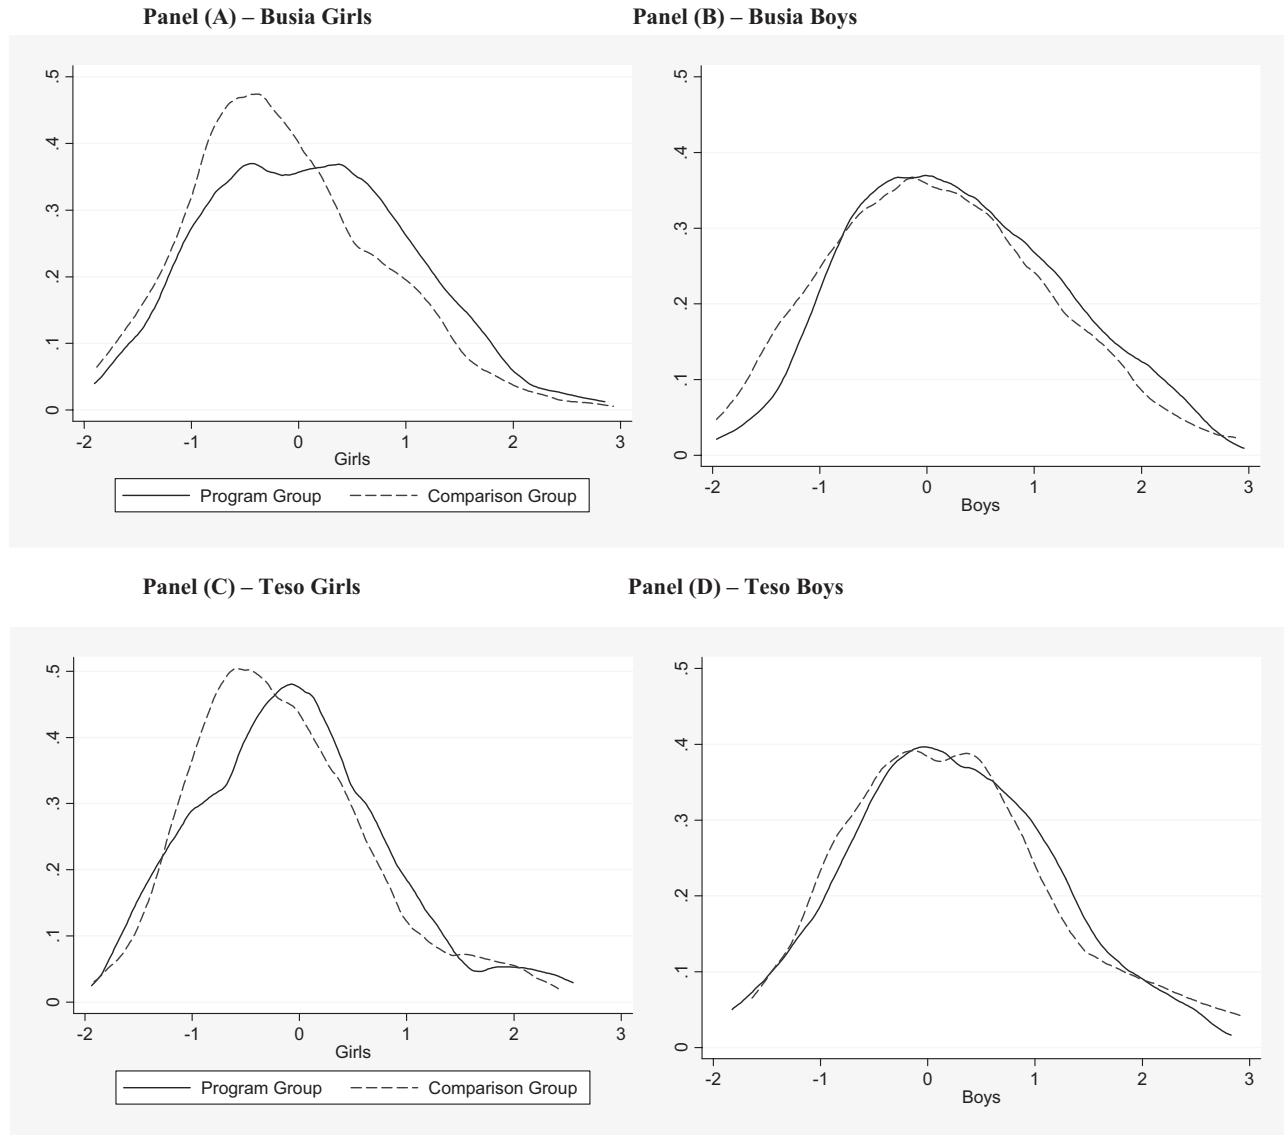 Panel (A) – Busia Girls
Panel (B) – Busia Boys
.5
.4
.3
.2
.1
0
-2 -1 0 1 2 3
Girls
Program Group Comparison Group
.5
.4
.3
.2
.1
0
-2 -1 0 1 2 3
Boys
Panel (C) – Teso Girls
Panel (D) – Teso Boys
.5
.4
.3
.2
.1
0
-2 -1 0 1 2 3
Girls
Program Group Comparison Group
.5
.4
.3
.2
.1
0
-2 -1 0 1 2 3
Boys